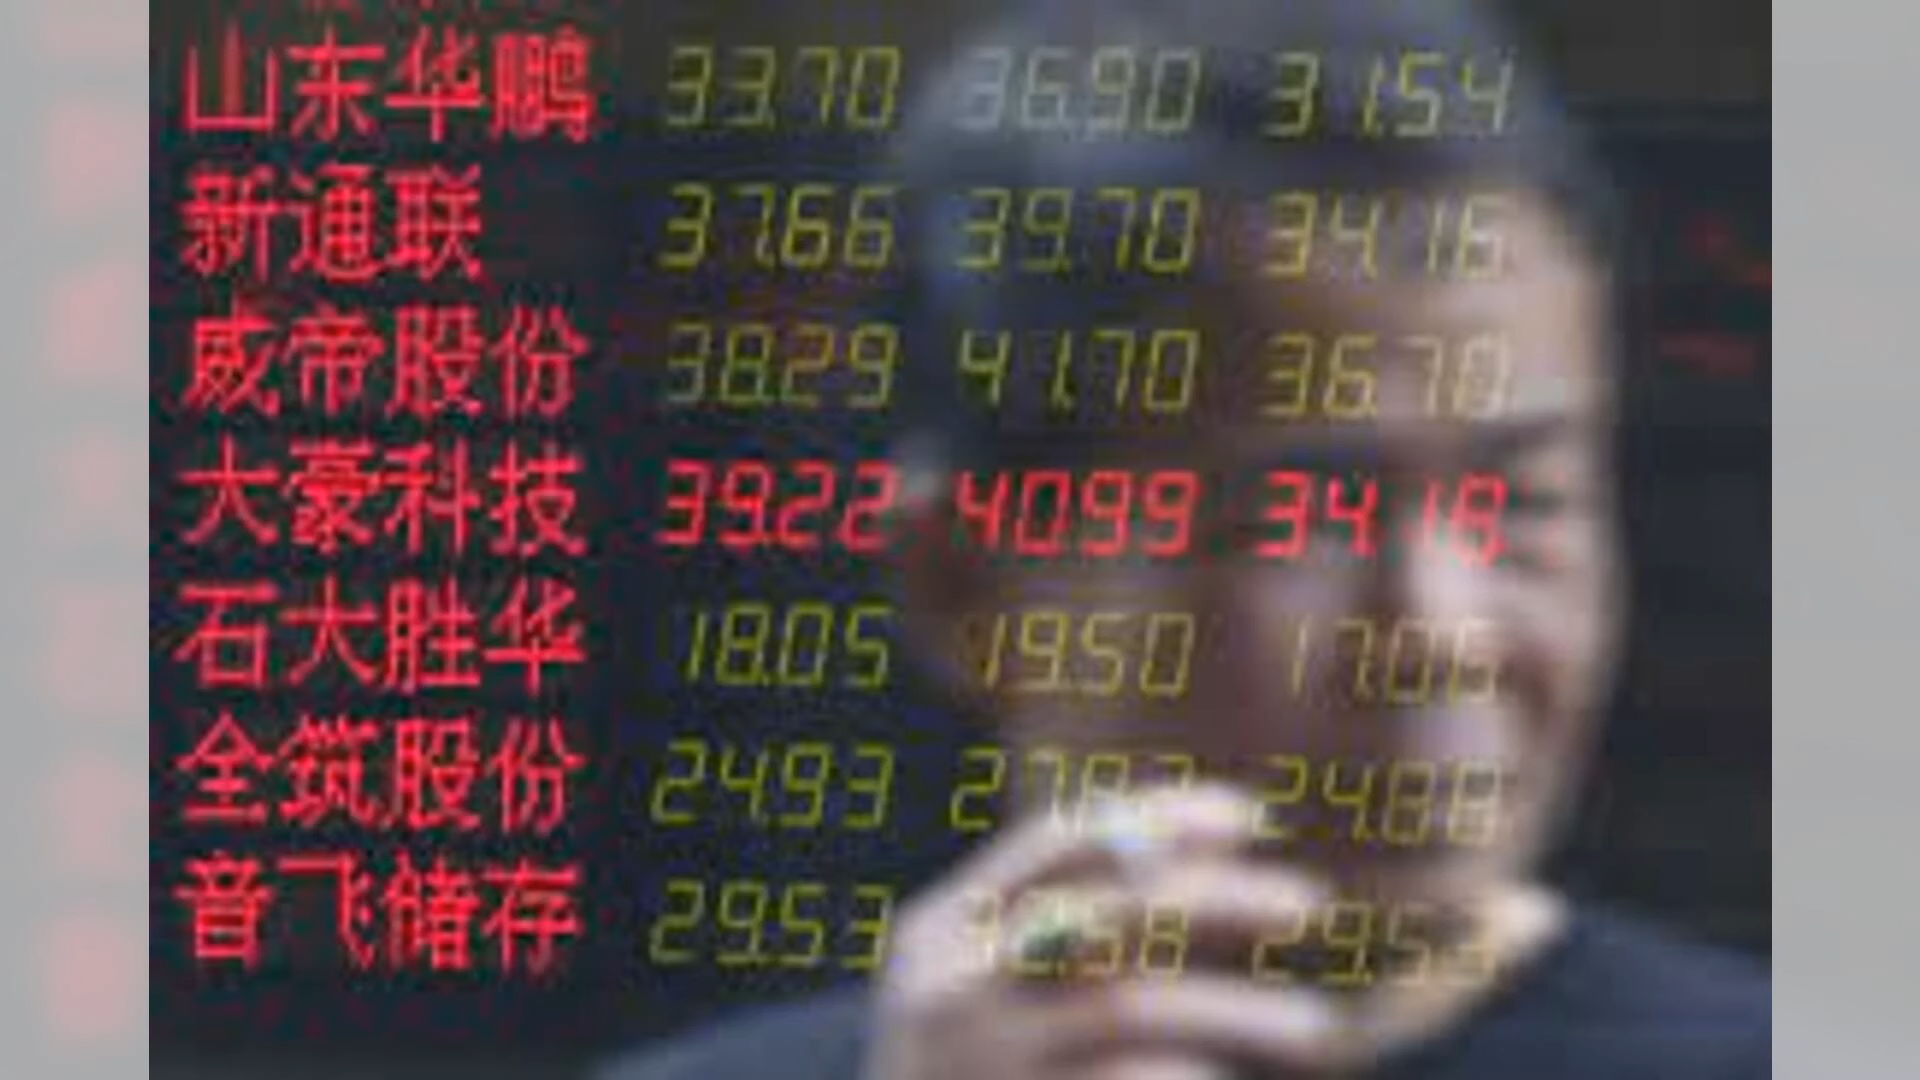 山东华鹏 33.70 36.90 31.54
新通联 37.66 39.70 34.16
威帝股份 38.29 41.70 36.70
大豪科技 39.22 40.99 34.18
石大胜华 18.05 19.50 17.06
全筑股份 24.93 24.88
音飞储存 29.53 29.53